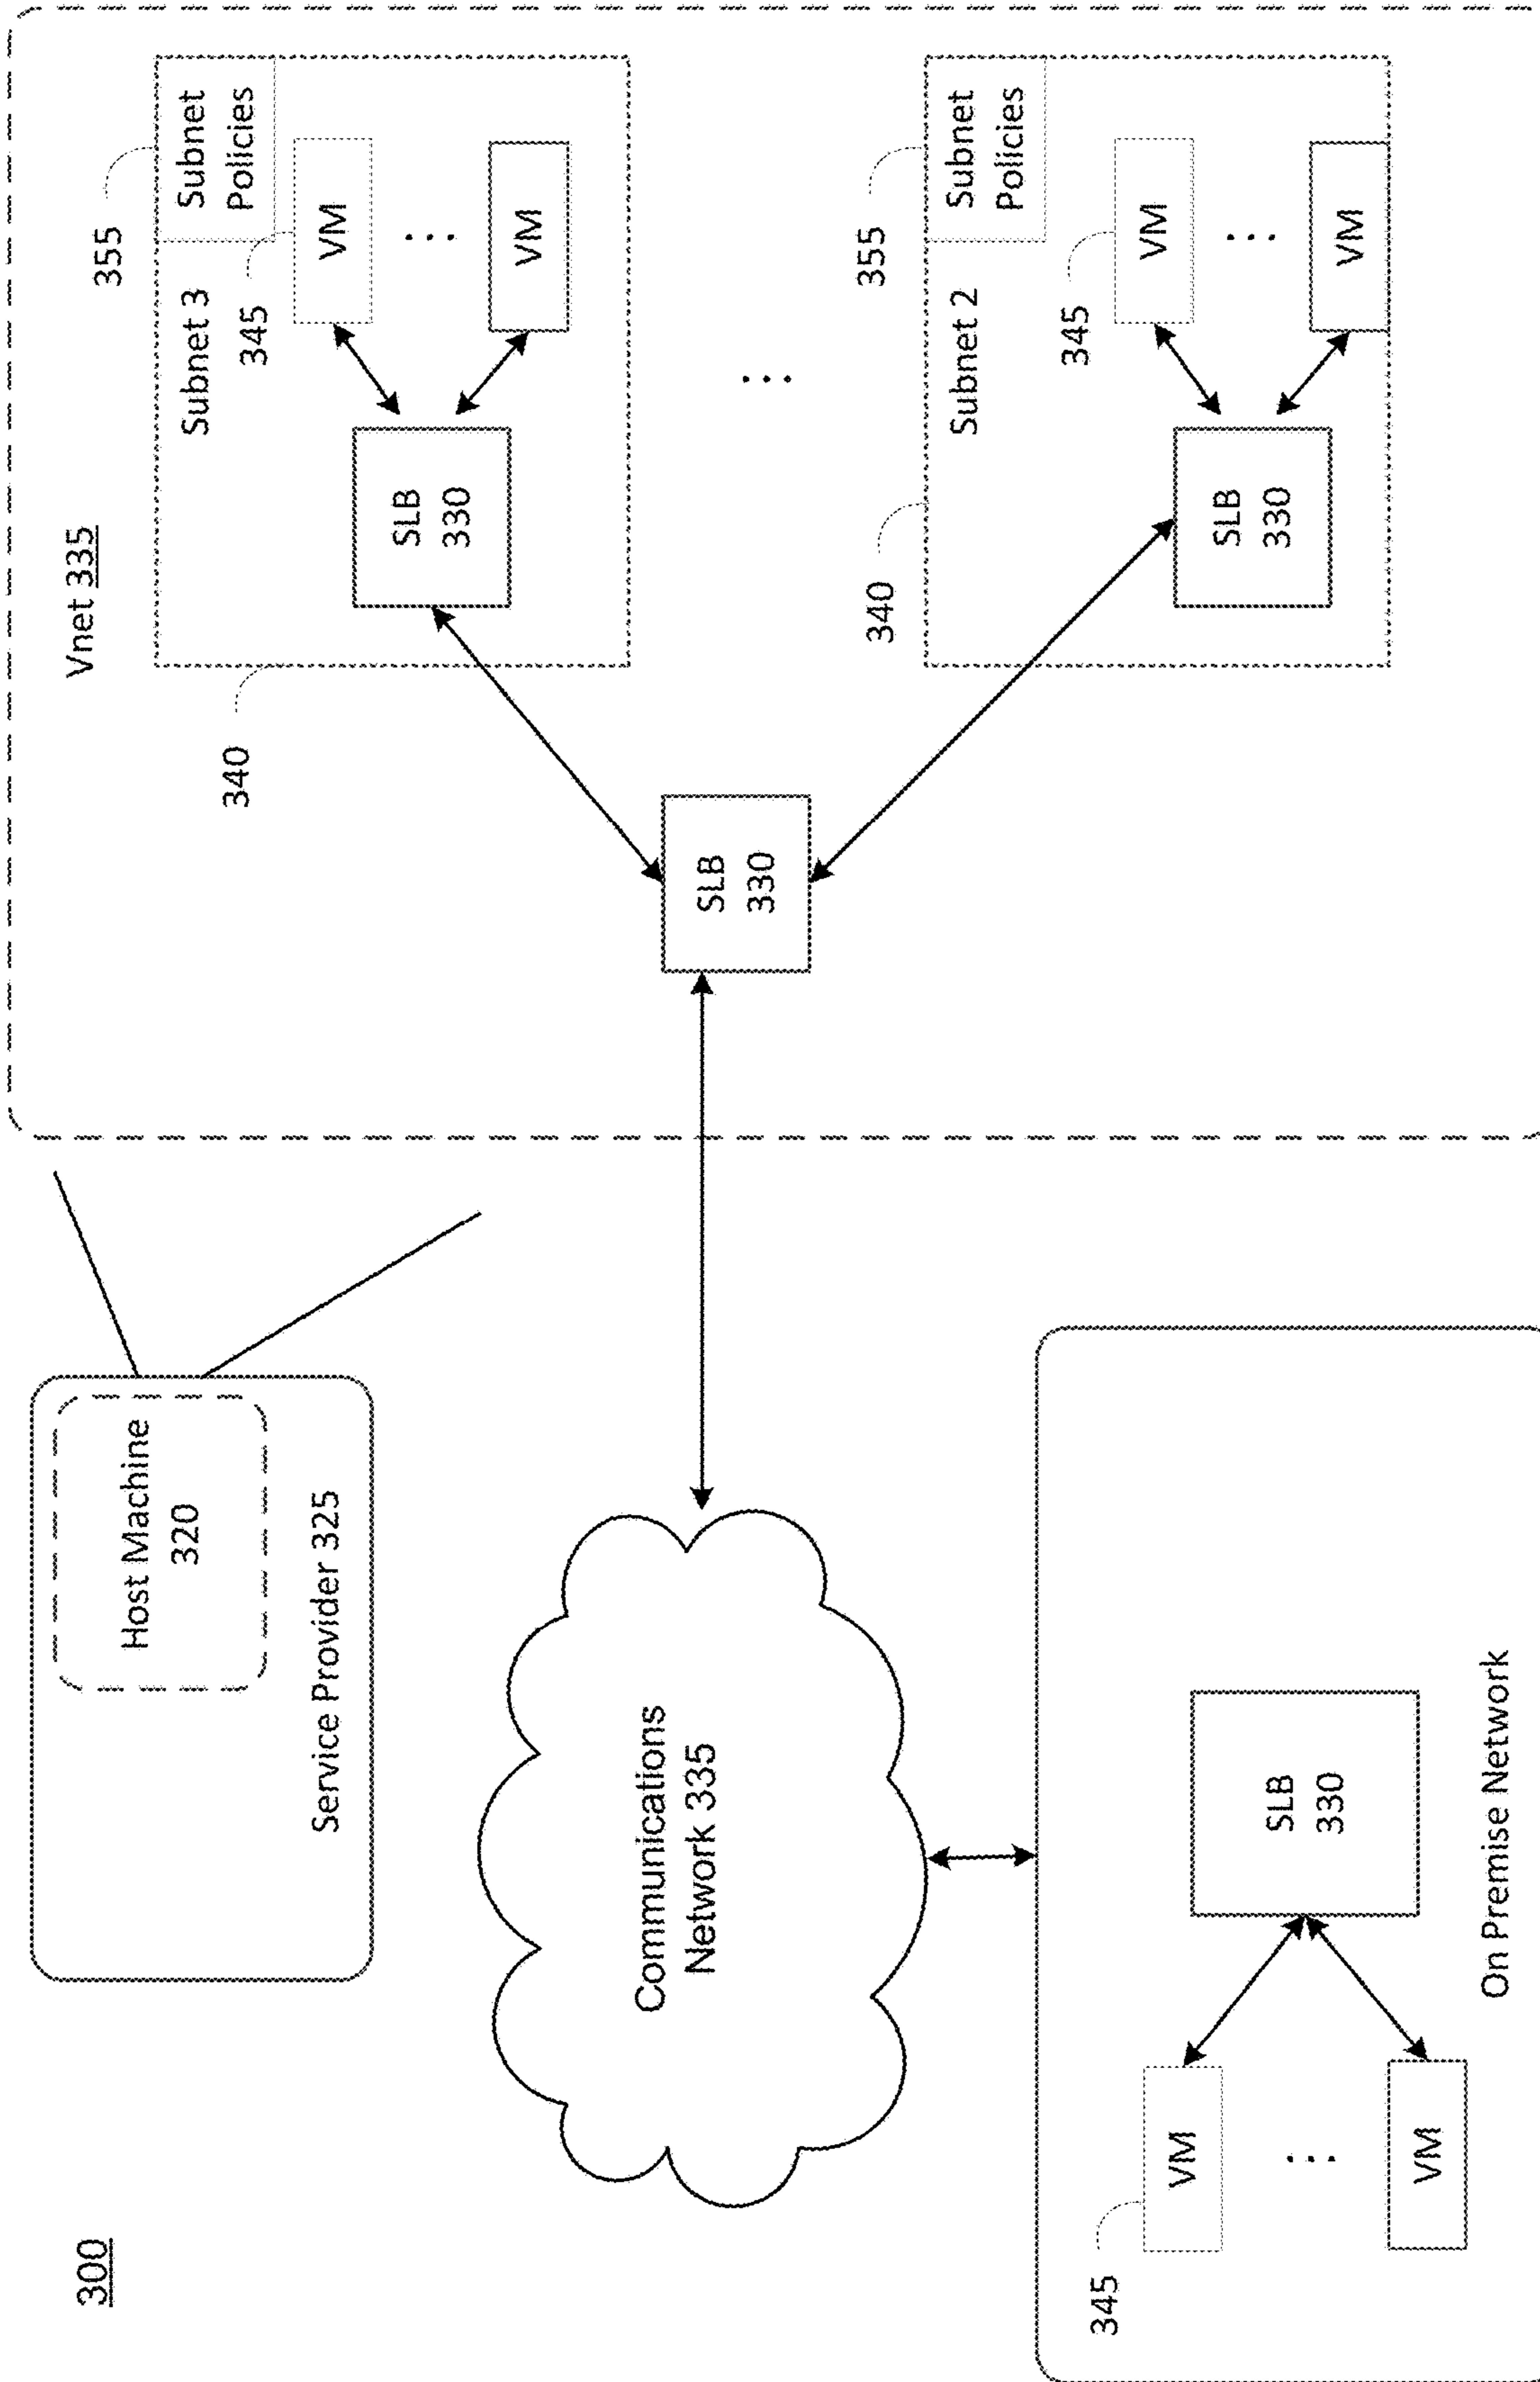 300
Host Machine
320
Service Provider 325
Communications
Network 335
345
VM
...
VM
SLB
330
On Premise Network
Vnet 335
SLB
330
340
Subnet 3
355
Subnet
Policies
SLB
330
345
VM
...
VM
...
340
Subnet 2
355
Subnet
Policies
SLB
330
345
VM
...
VM